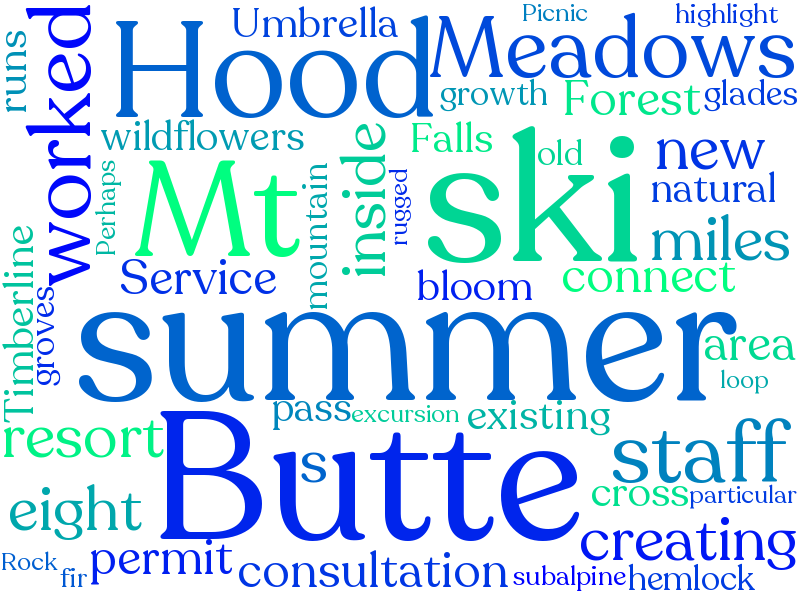 Umbrella
Picnic
highlight
runs
worked
Hood
Meadows
growth
Forest
glades
wildflowers
Falls
old
new
Perhaps
Mt
mountain
inside
rugged
ski
natural
miles
Service
bloom
connect
Timberline
groves
summer
area
loop
pass
excursion
existing
resort
Butte
s
staff
eight
cross
particular
creating
Rock
fir
permit
consultation
subalpine
hemlock